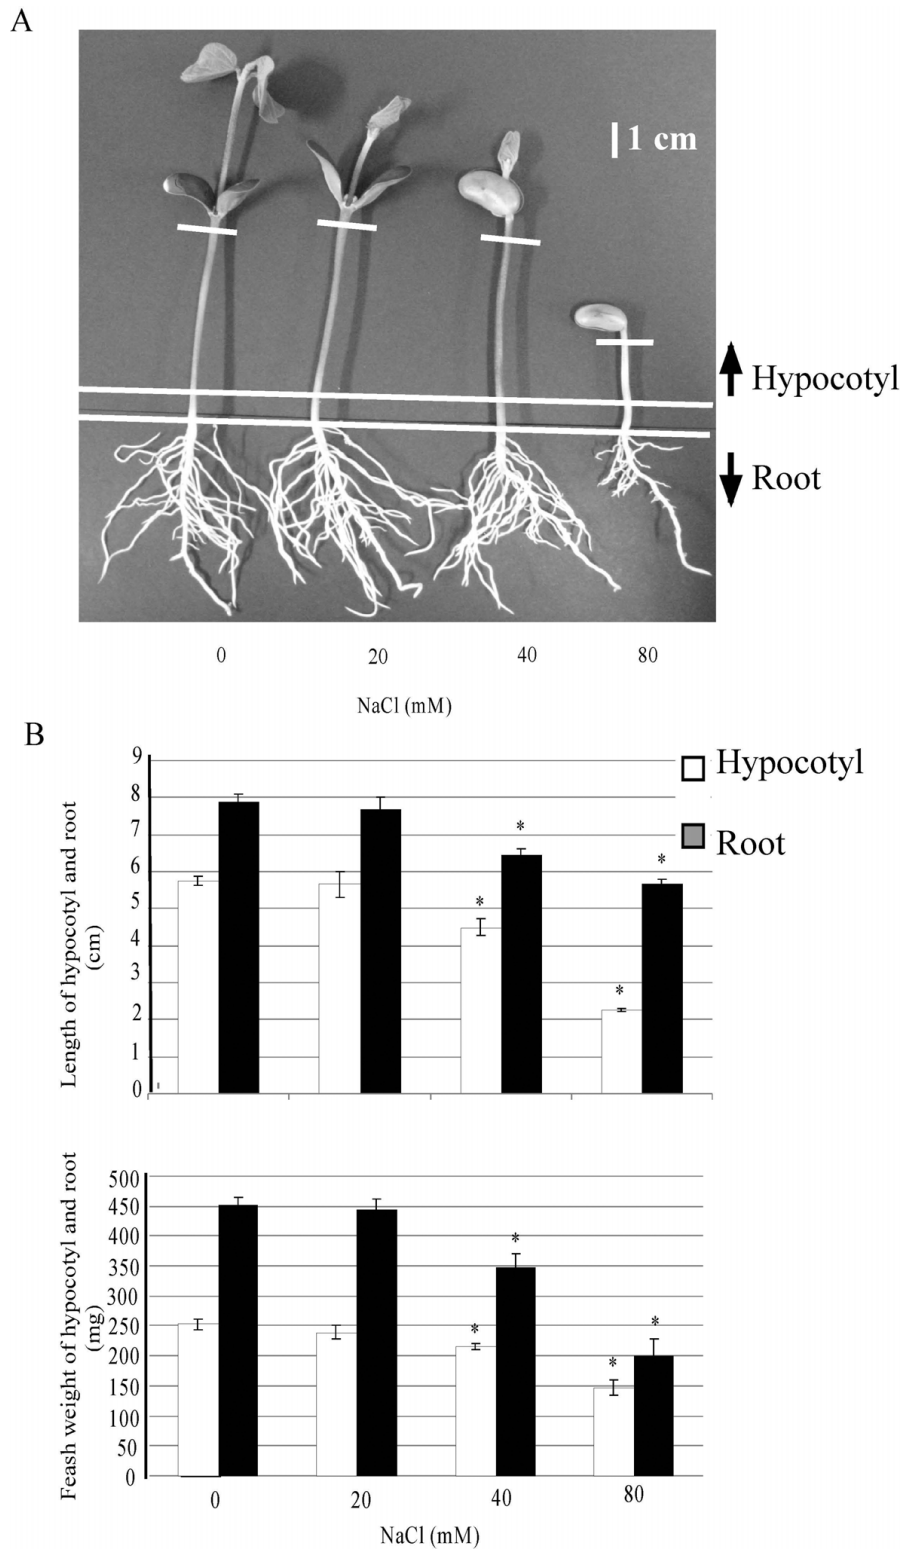 A
1 cm
Hypocotyl
Root
0 20 40 80
NaCl (mM)
B
9
8
7
6
5
4
3
2
1
0
Length of hypocotyl and root
(cm)
Hypocotyl
Root
*
*
*
*
500
450
400
350
300
250
200
150
100
50
0
Feash weight of hypocotyl and root
(mg)
*
*
*
*
0 20 40 80
NaCl (mM)